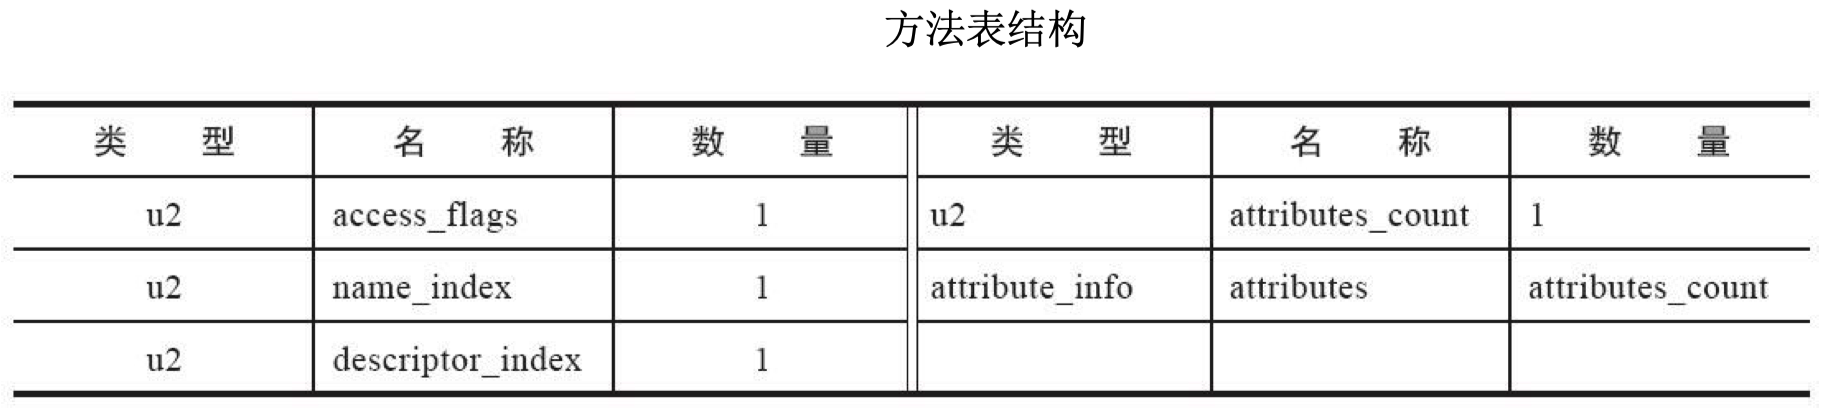 方法表结构
类 型 名 称 数 量 类 型 名 称 数 量
u2 access_flags 1 u2 attributes_count 1
u2 name_index 1 attribute_info attributes attributes_count
u2 descriptor_index 1